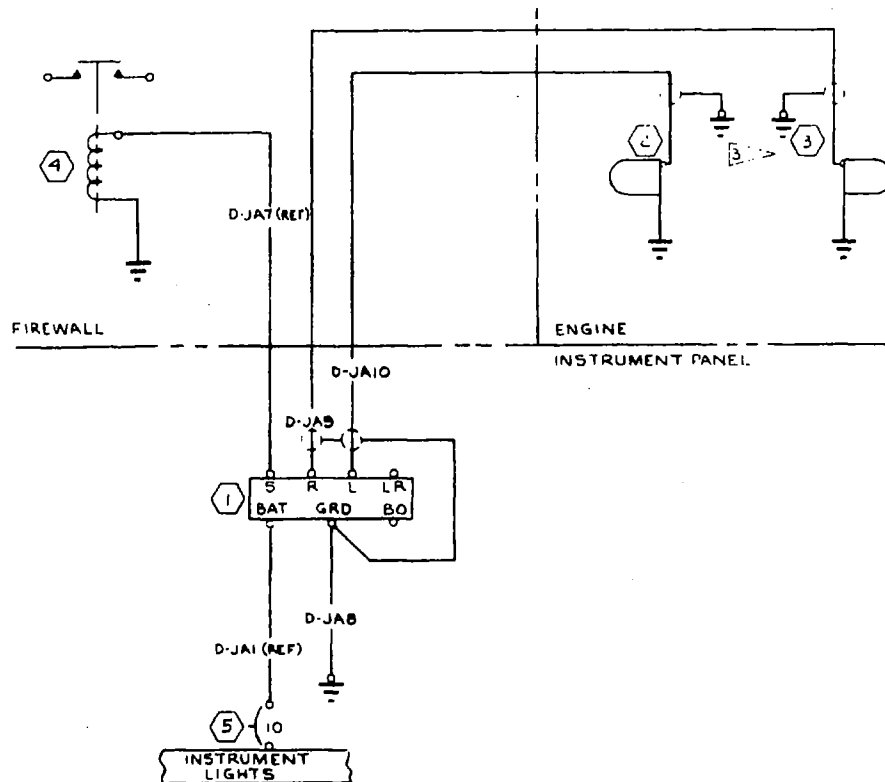 2
3
3
4
D-JA7(REF)
FIREWALL
ENGINE
INSTRUMENT PANEL
D-JA10
D-JA9
1
S R L LR
BAT GRD BO
D-JA8
D-JA1(REF)
5
10
INSTRUMENT
LIGHTS